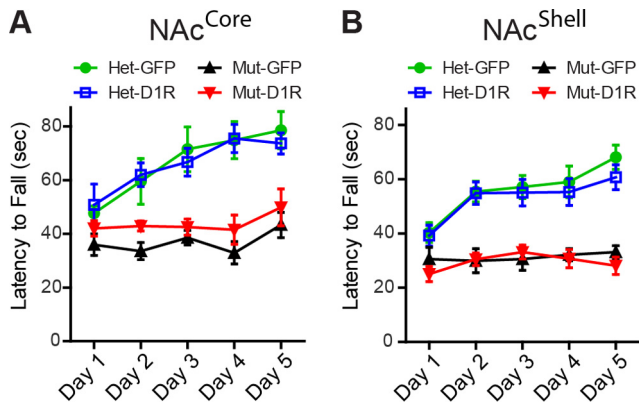 A
NAc^Core
Het-GFP
Mut-GFP
Het-D1R
Mut-D1R
Latency to Fall (sec)
80
60
40
20
0
Day 1
Day 2
Day 3
Day 4
Day 5
B
NAc^Shell
Het-GFP
Mut-GFP
Het-D1R
Mut-D1R
Latency to Fall (sec)
80
60
40
20
0
Day 1
Day 2
Day 3
Day 4
Day 5